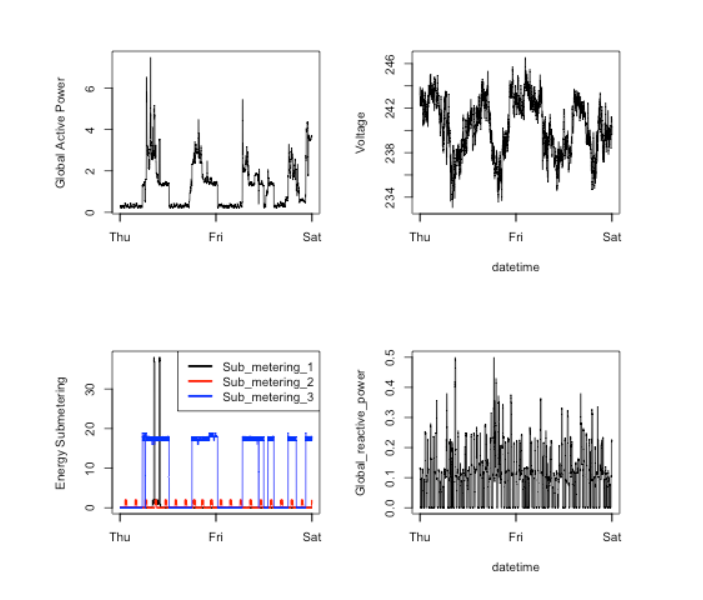 Global Active Power
6
4
2
0
Thu
Fri
Sat
Voltage
246
242
238
234
Thu
Fri
Sat
datetime
Energy Submetering
30
20
10
0
Sub_metering_1
Sub_metering_2
Sub_metering_3
Thu
Fri
Sat
Global_reactive_power
0.5
0.4
0.3
0.2
0.1
0.0
Thu
Fri
Sat
datetime